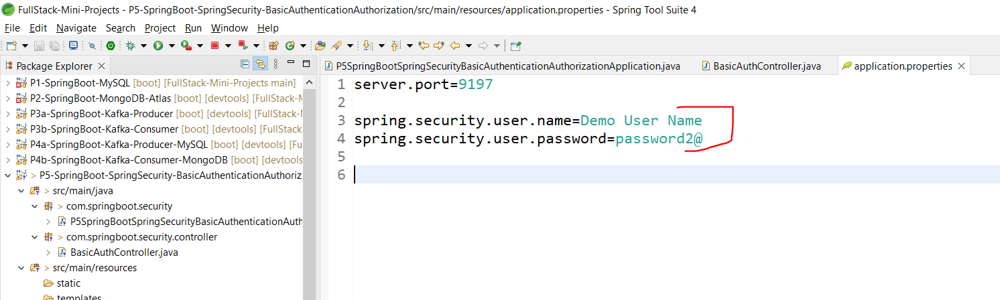 FullStack-Mini-Projects - P5-SpringBoot-SpringSecurity-BasicAuthenticationAuthorization/src/main/resources/application.properties - Spring Tool Suite 4
File Edit Navigate Search Project Run Window Help
Package Explorer
P5SpringBootSpringSecurityBasicAuthenticationAuthorizationApplication.java BasicAuthController.java application.properties
P1-SpringBoot-MySQL [boot] [FullStack-Mini-Projects main]
P2-SpringBoot-MongoDB-Atlas [boot] [devtools] [FullStack-M
P3a-SpringBoot-Kafka-Producer [boot] [devtools] [FullStack-
P3b-SpringBoot-Kafka-Consumer [boot] [devtools] [FullStack
P4a-SpringBoot-Kafka-Producer-MySQL [boot] [devtools] [Fu
P4b-SpringBoot-Kafka-Consumer-MongoDB [boot] [devtools]
> P5-SpringBoot-SpringSecurity-BasicAuthenticationAuthoriz
> src/main/java
> com.springboot.security
P5SpringBootSpringSecurityBasicAuthenticationAuth
> com.springboot.security.controller
BasicAuthController.java
> src/main/resources
static
templates
1 server.port=9197
2
3 spring.security.user.name=Demo User Name
4 spring.security.user.password=password2@
5
6